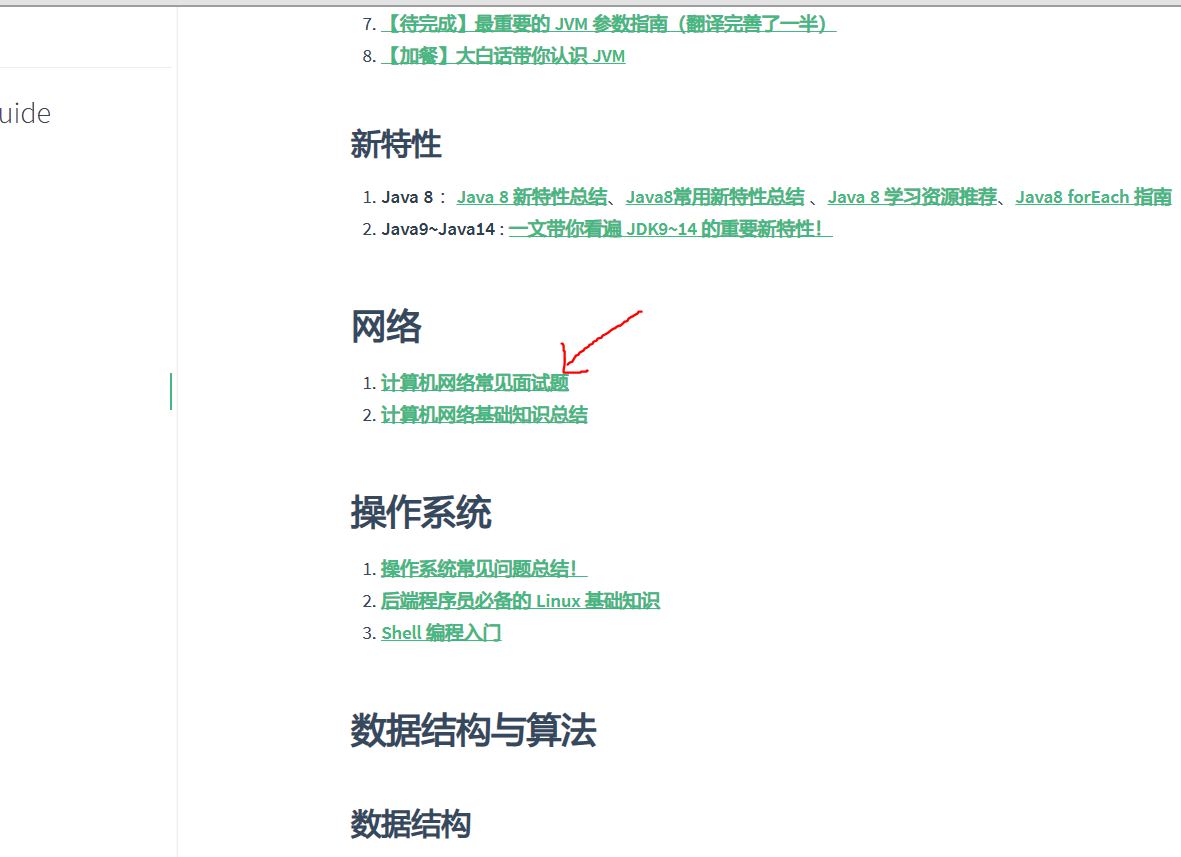 7. 【待完成】最重要的 JVM 参数指南（翻译完善了一半）
8. 【加餐】大白话带你认识 JVM
uide
新特性
1. Java 8 ： Java 8 新特性总结、Java8常用新特性总结 、Java 8 学习资源推荐、Java8 forEach 指南
2. Java9~Java14 : 一文带你看遍 JDK9~14 的重要新特性！
网络
1. 计算机网络常见面试题
2. 计算机网络基础知识总结
操作系统
1. 操作系统常见问题总结！
2. 后端程序员必备的 Linux 基础知识
3. Shell 编程入门
数据结构与算法
数据结构